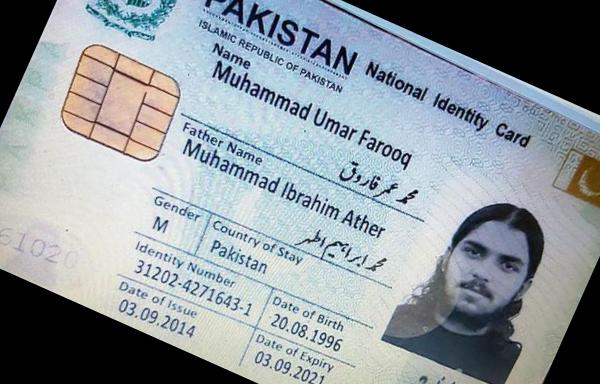 PAKISTAN National Identity Card
ISLAMIC REPUBLIC OF PAKISTAN
Name
Muhammad Umar Farooq
محمد عمر فاروق
Father Name
Muhammad Ibrahim Ather
محمد ابراہیم اطہر
Gender
M
Country of Stay
Pakistan
Identity Number
31202-4271643-1
Date of Birth
20.08.1996
Date of Issue
03.09.2014
Date of Expiry
03.09.2021
61020